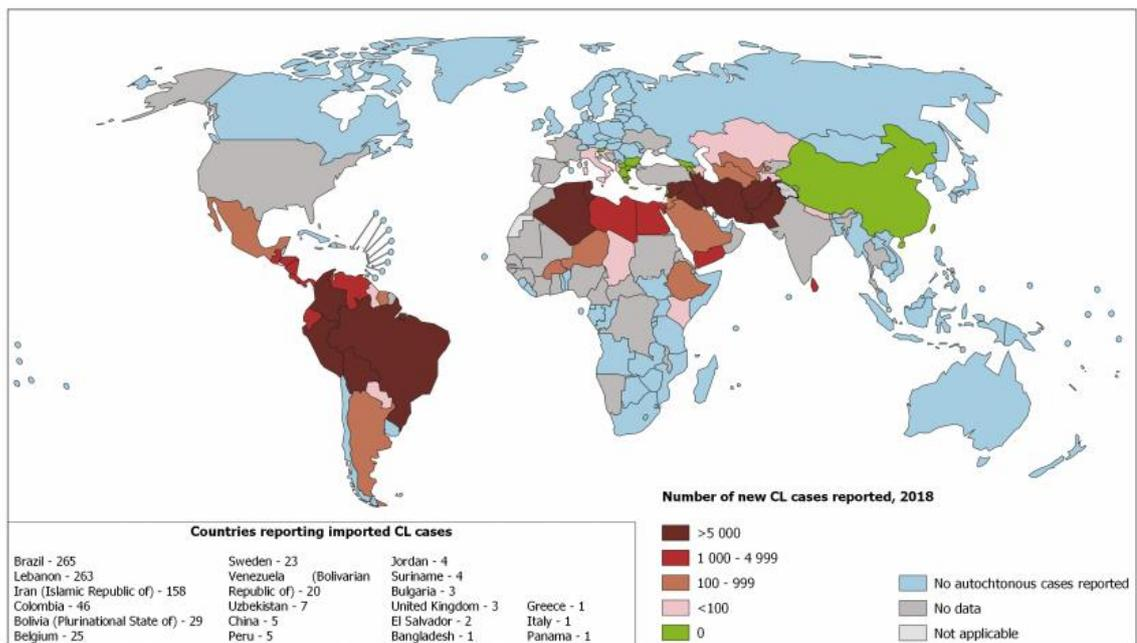 Number of new CL cases reported, 2018
>5 000
1 000 - 4 999
100 - 999
<100
0
No autochtonous cases reported
No data
Not applicable
Countries reporting imported CL cases
Brazil - 265
Lebanon - 263
Iran (Islamic Republic of) - 158
Colombia - 46
Bolivia (Plurinational State of) - 29
Belgium - 25
Sweden - 23
Venezuela (Bolivarian
Republic of) - 20
Uzbekistan - 7
China - 5
Peru - 5
Jordan - 4
Suriname - 4
Bulgaria - 3
United Kingdom - 3
El Salvador - 2
Bangladesh - 1
Greece - 1
Italy - 1
Panama - 1